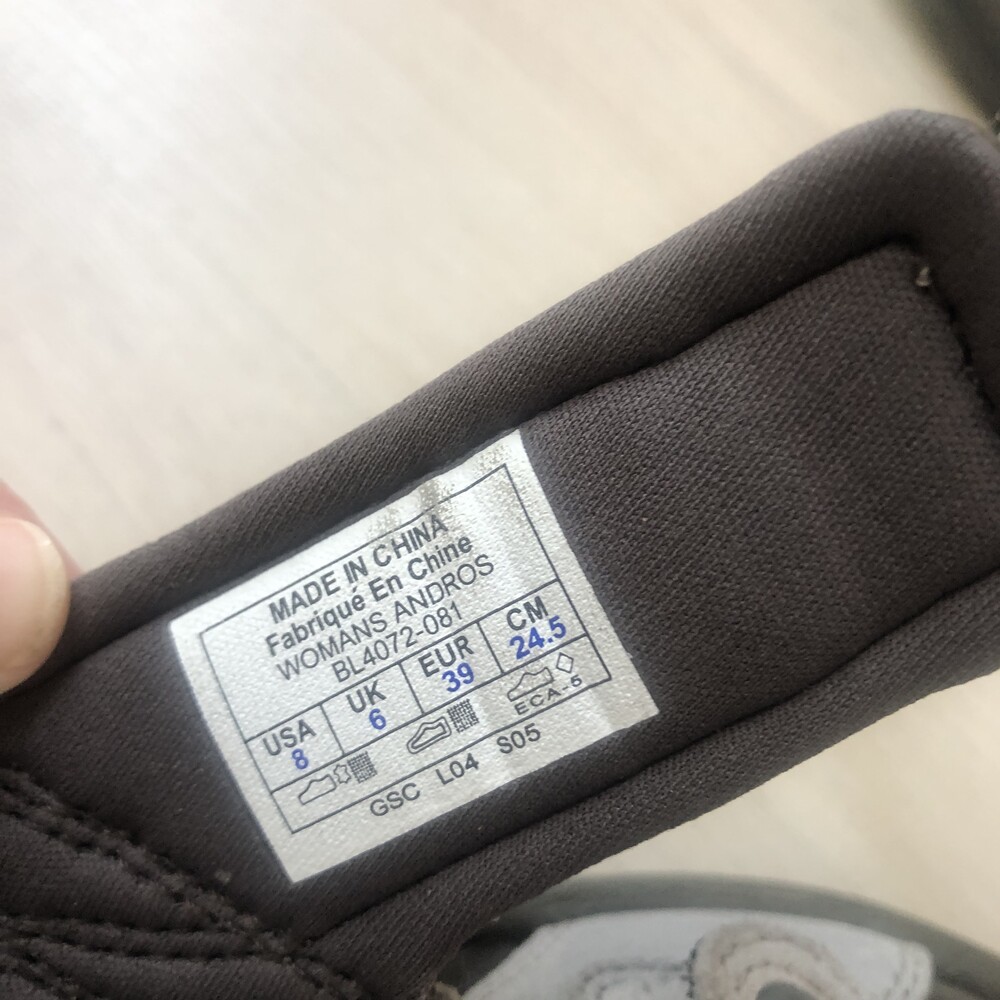 MADE IN CHINA
Fabriqué En Chine
WOMANS ANDROS
BL4072-081
USA UK EUR CM
8 6 39 24.5
ECA-5
GSC L04 S05